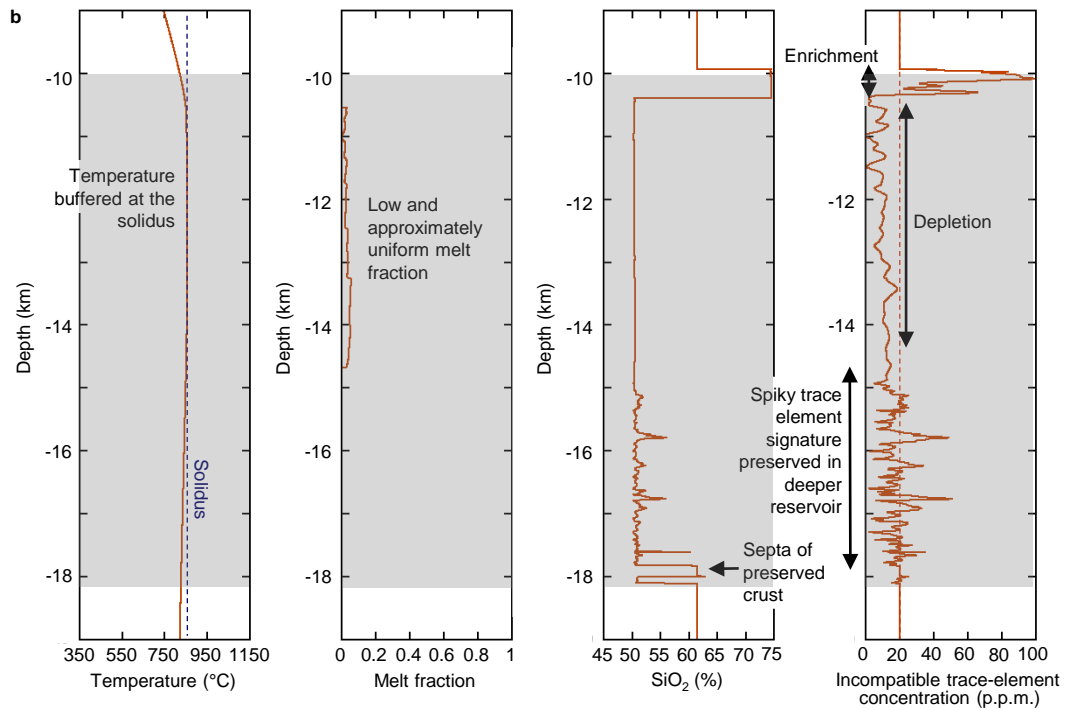 b
-10
-12
-14
-16
-18
Depth (km)
Temperature
buffered at the
solidus
Solidus
350 550 750 950 1150
Temperature (°C)
-10
-12
-14
-16
-18
Depth (km)
Low and
approximately
uniform melt
fraction
0 0.2 0.4 0.6 0.8 1
Melt fraction
-10
-12
-14
-16
-18
Depth (km)
Septa of
preserved
crust
45 50 55 60 65 70 75
SiO2 (%)
Enrichment
-10
-12
-14
-16
-18
Depth (km)
Depletion
Spiky trace
element
signature
preserved in
deeper
reservoir
0 20 40 60 80 100
Incompatible trace-element
concentration (p.p.m.)